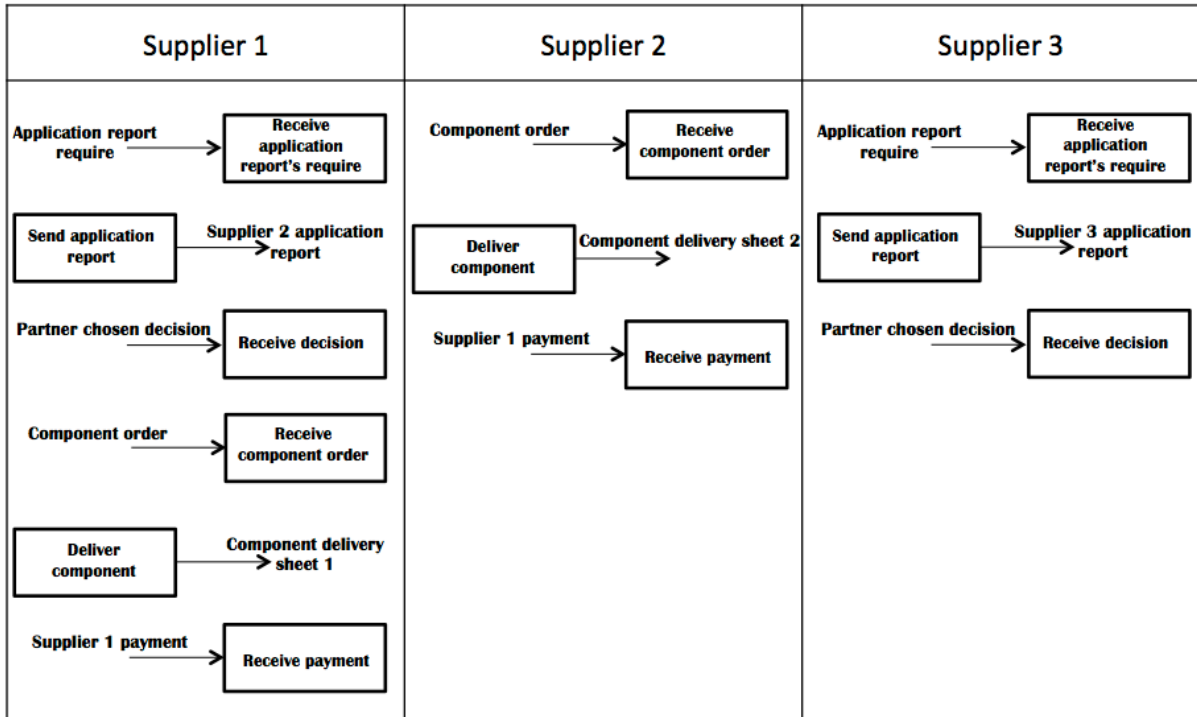 Supplier 1
Supplier 2
Supplier 3
Application report
require
Receive
application
report's require
Send application
report
Supplier 2 application
report
Partner chosen decision
Receive decision
Component order
Receive
component order
Deliver
component
Component delivery
sheet 1
Supplier 1 payment
Receive payment
Component order
Receive
component order
Deliver
component
Component delivery sheet 2
Supplier 1 payment
Receive payment
Application report
require
Receive
application
report's require
Send application
report
Supplier 3 application
report
Partner chosen decision
Receive decision